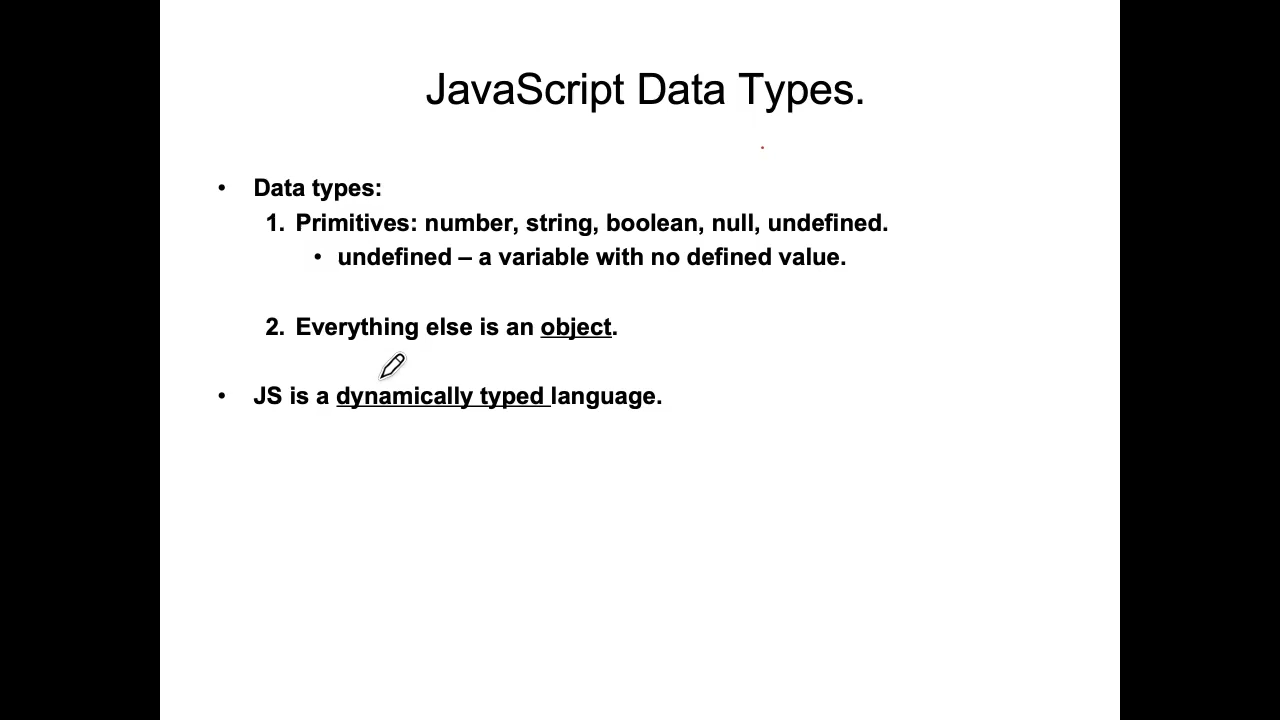 JavaScript Data Types.
• Data types:
1. Primitives: number, string, boolean, null, undefined.
• undefined – a variable with no defined value.
2. Everything else is an object.
• JS is a dynamically typed language.